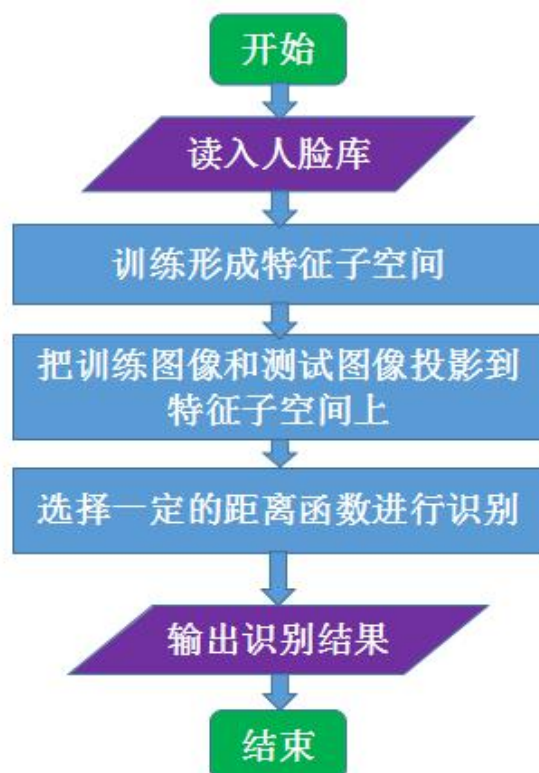 开始
读入人脸库
训练形成特征子空间
把训练图像和测试图像投影到
特征子空间上
选择一定的距离函数进行识别
输出识别结果
结束